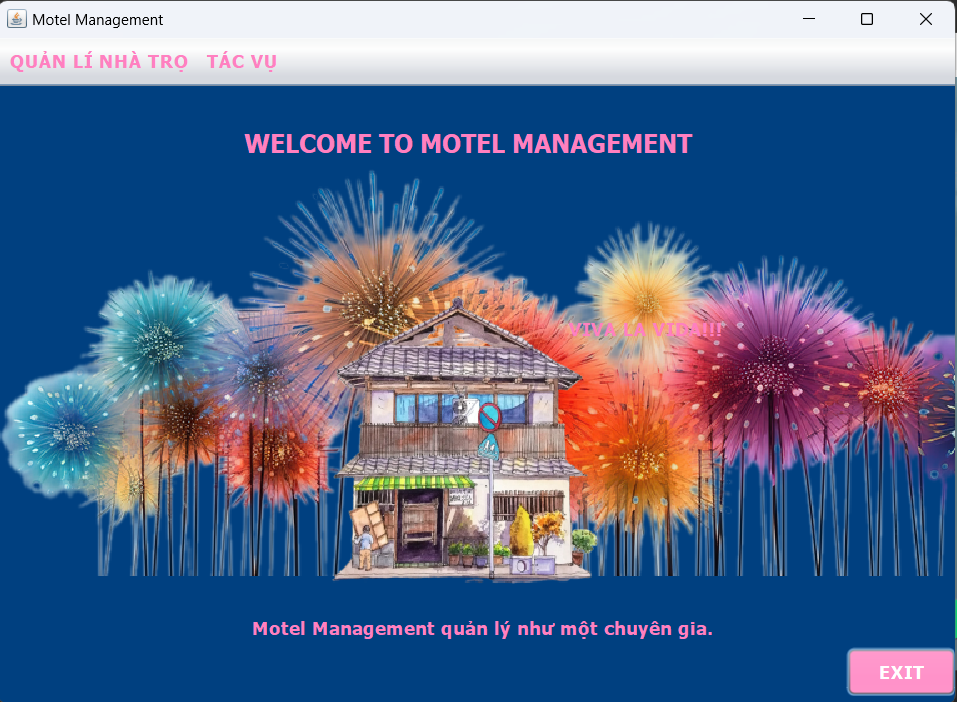 Motel Management
QUẢN LÍ NHÀ TRỌ TÁC VỤ
WELCOME TO MOTEL MANAGEMENT
VIVA LA VIDA!!!
Motel Management quản lý như một chuyên gia.
EXIT